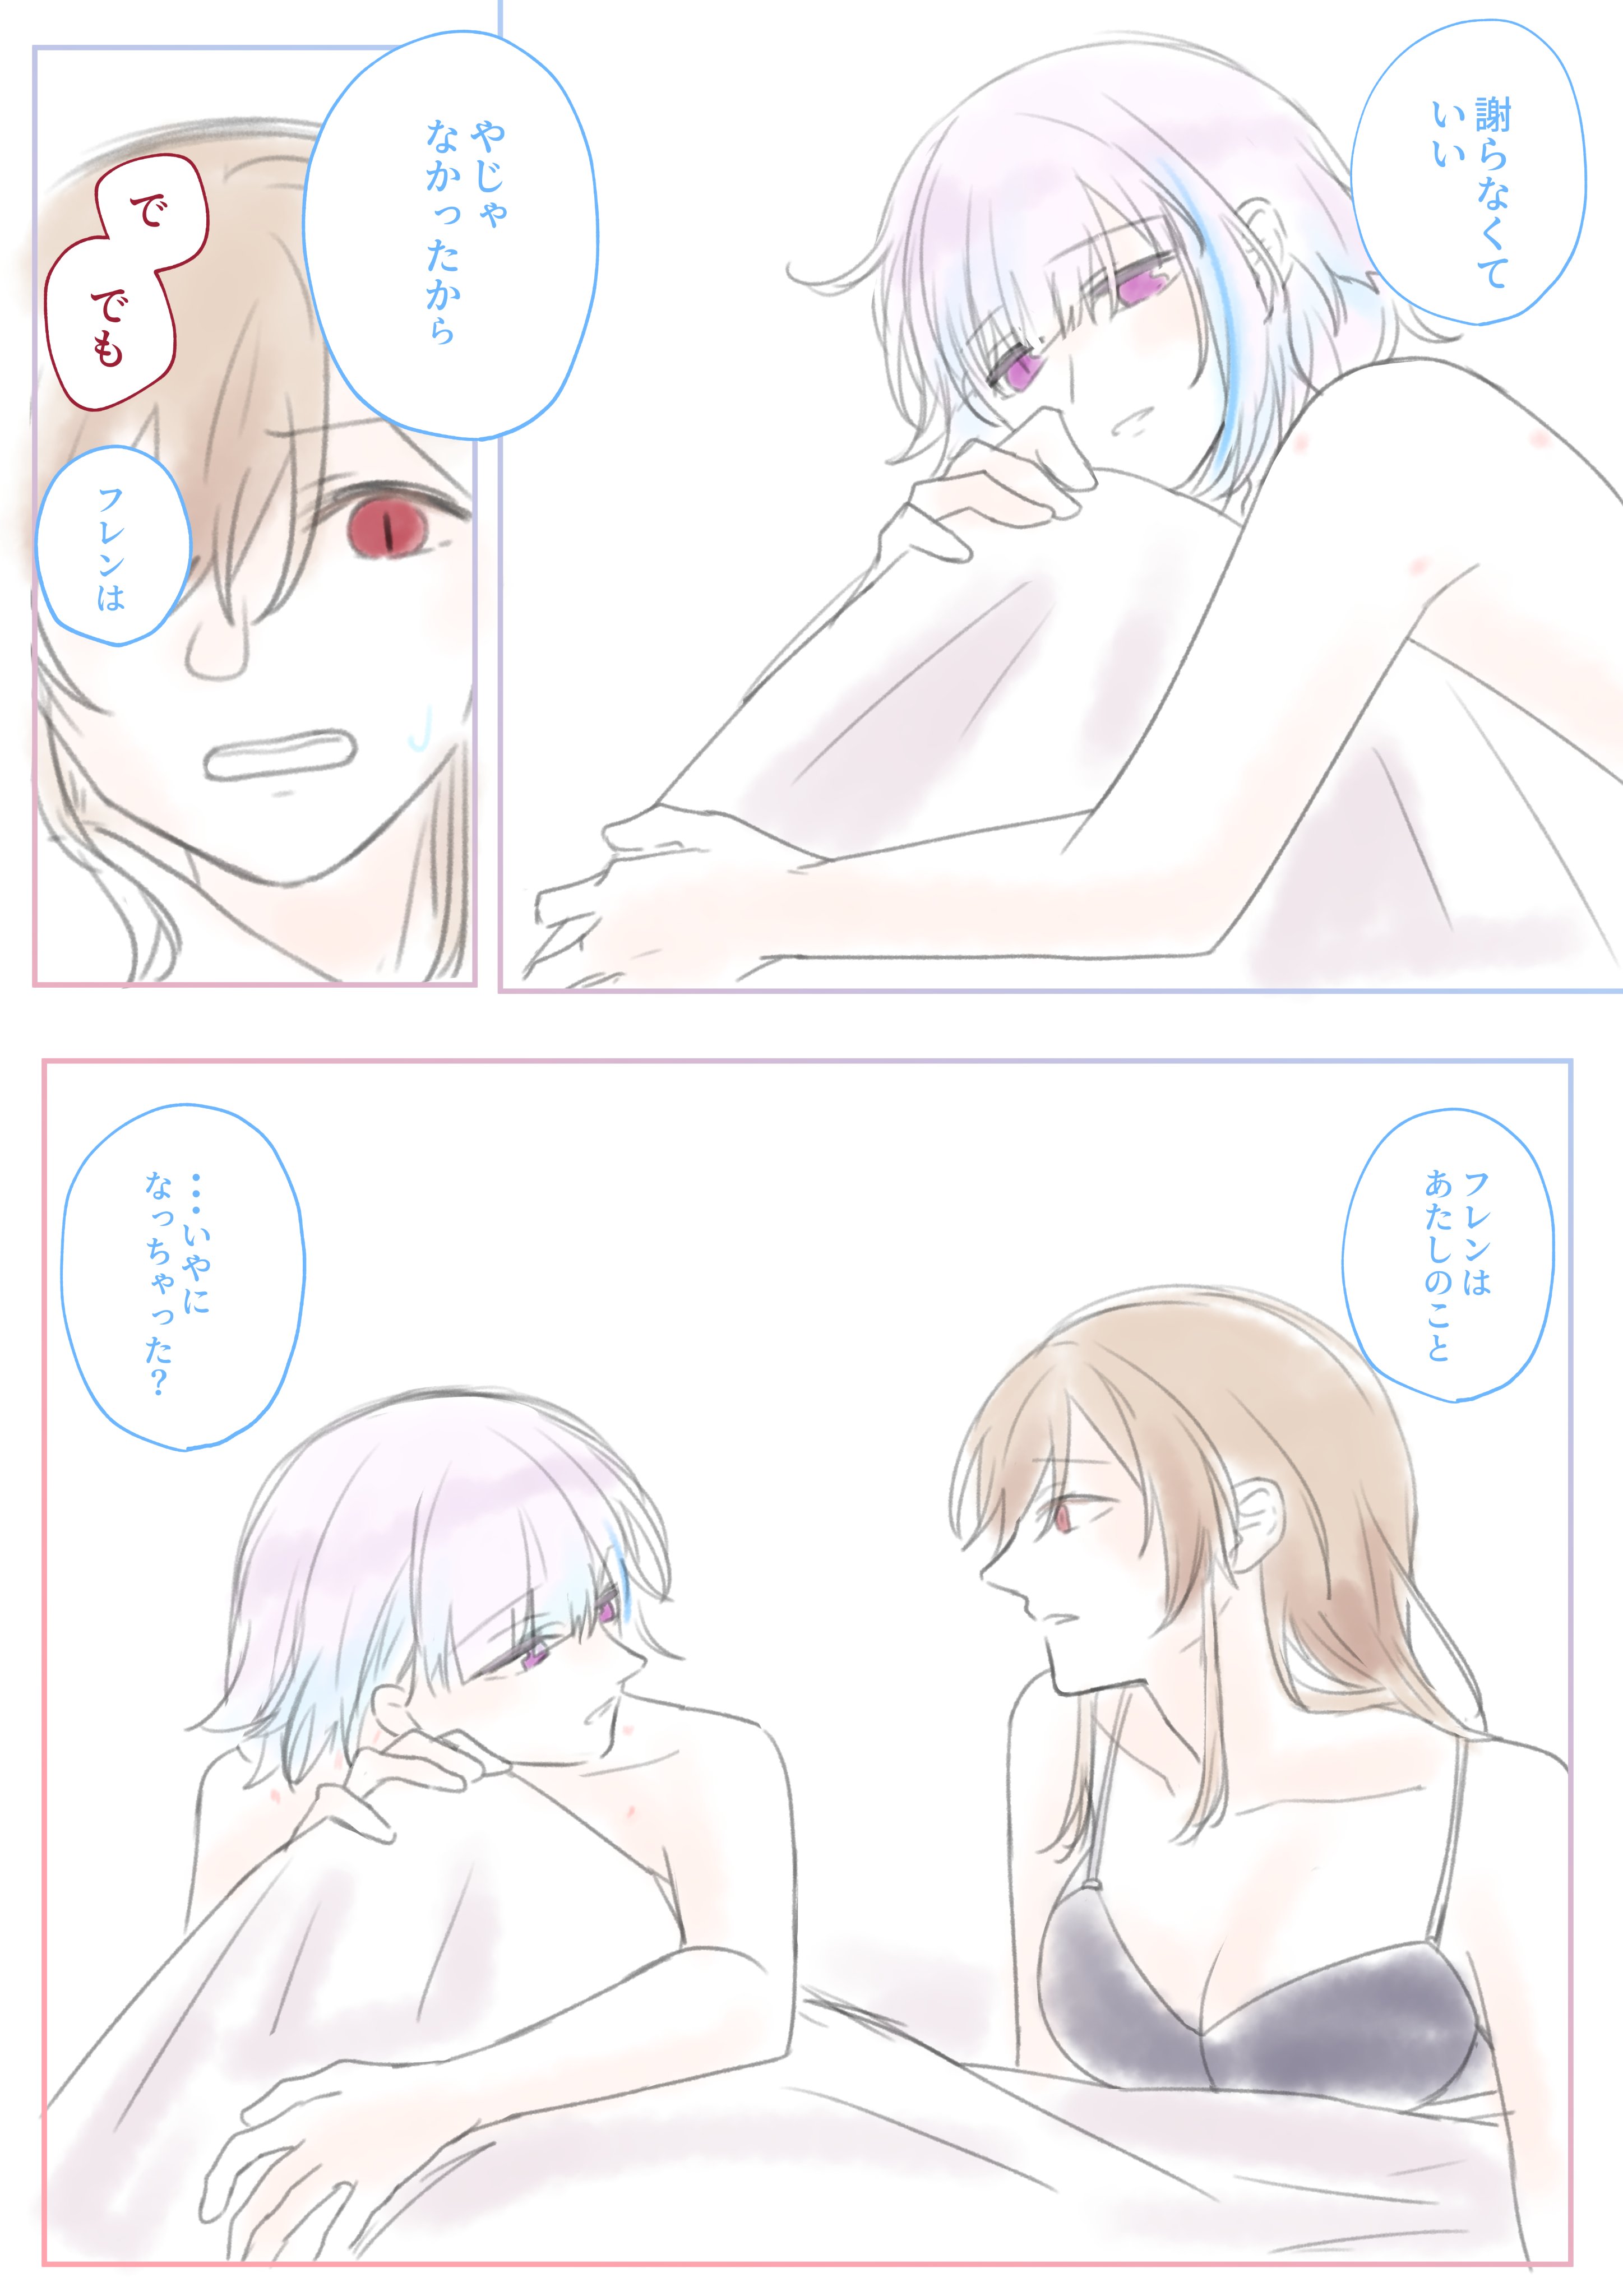 謝らなくて
いい
やじゃ
なかったから
で
でも
フレンは
フレンは
あたしのこと
・・・いやに
なっちゃった?